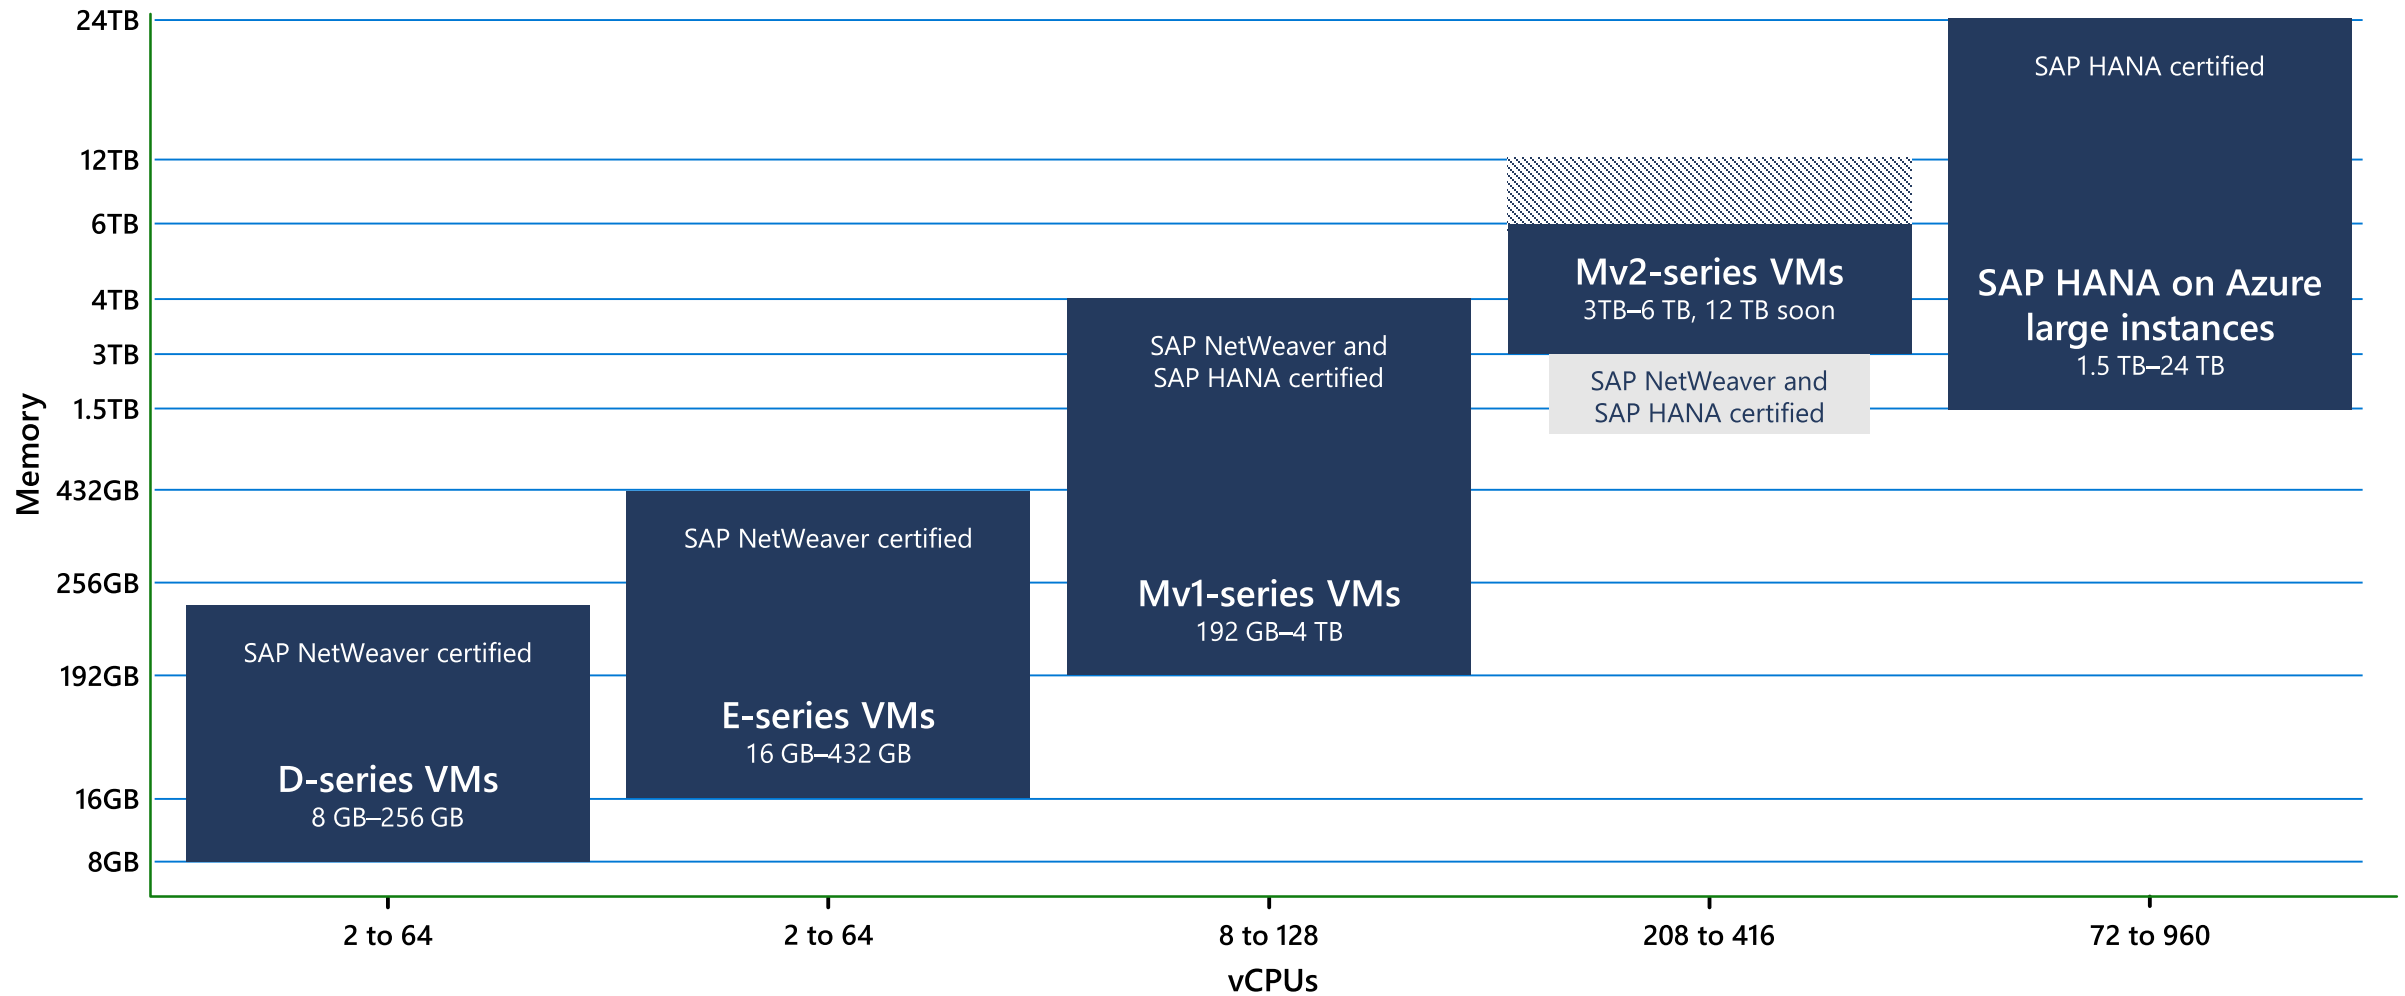 24TB
12TB
6TB
4TB
3TB
1.5TB
432GB
256GB
192GB
16GB
8GB
Memory
SAP NetWeaver certified
D-series VMs
8 GB–256 GB
SAP NetWeaver certified
E-series VMs
16 GB–432 GB
SAP NetWeaver and
SAP HANA certified
Mv1-series VMs
192 GB–4 TB
Mv2-series VMs
3TB–6 TB, 12 TB soon
SAP NetWeaver and
SAP HANA certified
SAP HANA certified
SAP HANA on Azure
large instances
1.5 TB–24 TB
2 to 64
2 to 64
8 to 128
208 to 416
72 to 960
vCPUs